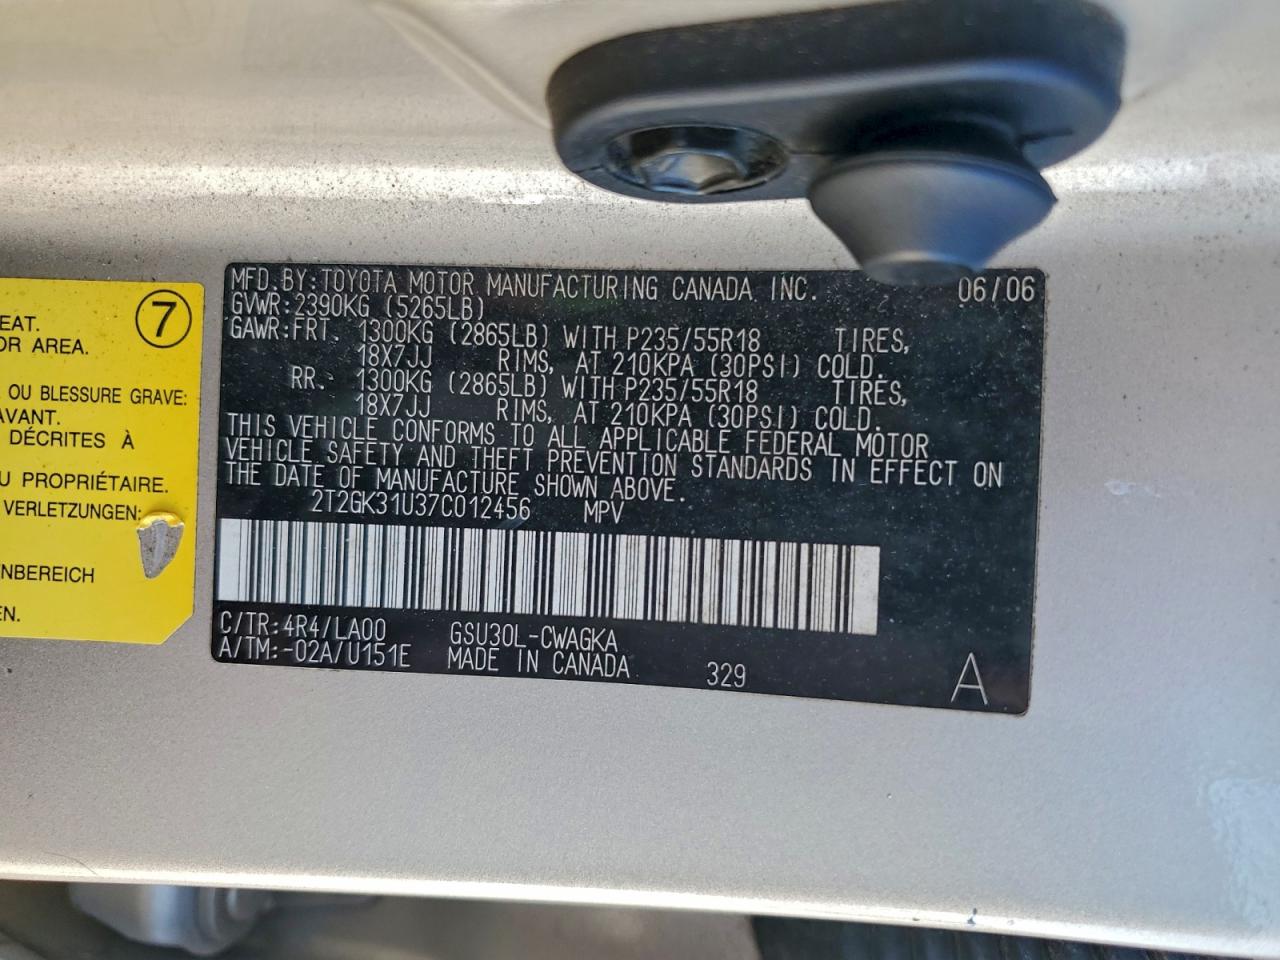 EAT.
OR AREA.
7
OU BLESSURE GRAVE:
AVANT.
DÉCRITES À
U PROPRIÉTAIRE.
VERLETZUNGEN:
NBEREICH
EN.
MFD. BY: TOYOTA MOTOR MANUFACTURING CANADA INC. 06/06
GVWR: 2390KG (5265LB)
GAWR: FRT. 1300KG (2865LB) WITH P235/55R18 TIRES,
18X7JJ RIMS, AT 210KPA (30PSI) COLD.
RR. 1300KG (2865LB) WITH P235/55R18 TIRES,
18X7JJ RIMS, AT 210KPA (30PSI) COLD.
THIS VEHICLE CONFORMS TO ALL APPLICABLE FEDERAL MOTOR
VEHICLE SAFETY AND THEFT PREVENTION STANDARDS IN EFFECT ON
THE DATE OF MANUFACTURE SHOWN ABOVE.
2T2GK31U37C012456 MPV
C/TR: 4R4/LA00 GSU30L-CWAGKA
A/TM: -02A/U151E MADE IN CANADA 329 A